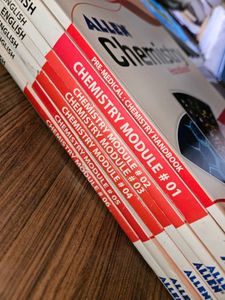 ALLEN
Chemistry
PRE MEDICAL CHEMISTRY HANDBOOK
CHEMISTRY MODULE # 01
CHEMISTRY MODULE # 02
CHEMISTRY MODULE # 03
CHEMISTRY MODULE # 04
CHEMISTRY MODULE # 05
CHEMISTRY MODULE # 06
ENGLISH
ENGLISH
ENGLISH
ENGLISH
ALLEN
ALLEN
ALLEN